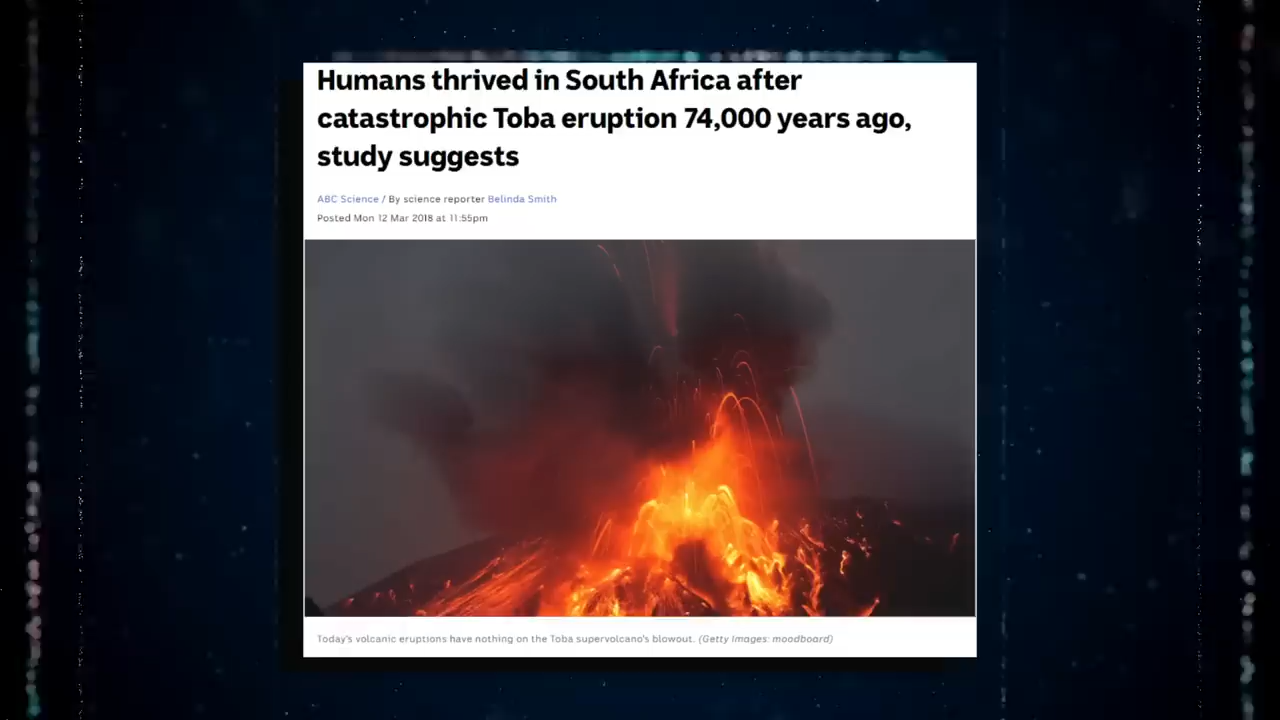 Humans thrived in South Africa after
catastrophic Toba eruption 74,000 years ago,
study suggests
ABC Science / By science reporter Belinda Smith
Posted Mon 12 Mar 2018 at 11:55pm
Today's volcanic eruptions have nothing on the Toba supervolcano's blowout. (Getty Images: moodboard)